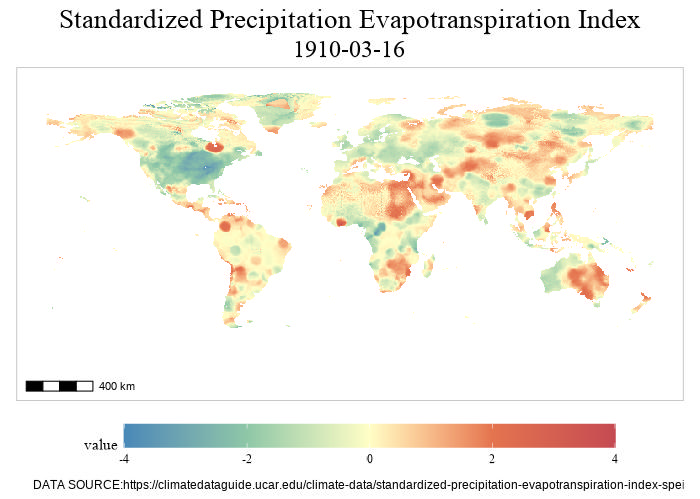 Standardized Precipitation Evapotranspiration Index
1910-03-16
400 km
value
-4 -2 0 2 4
DATA SOURCE:https://climatedataguide.ucar.edu/climate-data/standardized-precipitation-evapotranspiration-index-spei